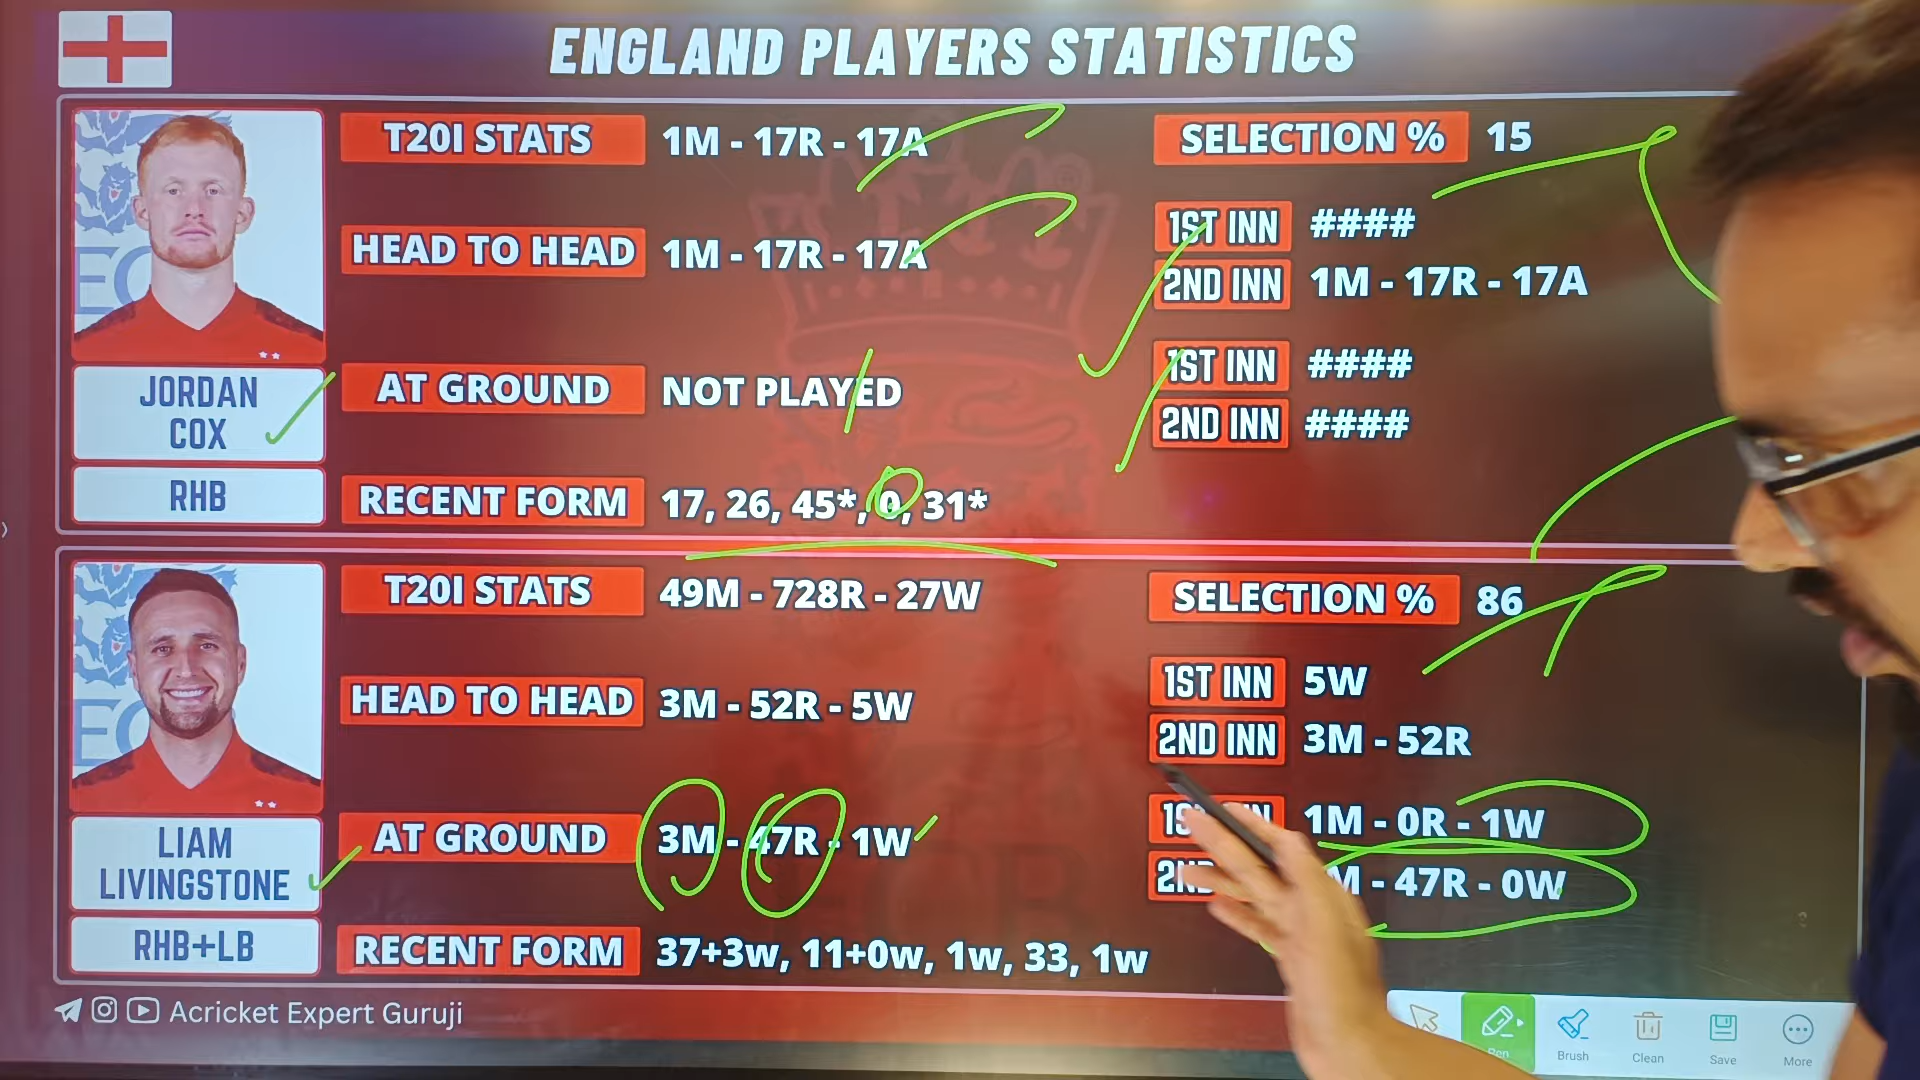 ENGLAND PLAYERS STATISTICS
T20I STATS 1M - 17R - 17A
SELECTION % 15
HEAD TO HEAD 1M - 17R - 17A
1ST INN ####
2ND INN 1M - 17R - 17A
JORDAN
COX
RHB
AT GROUND NOT PLAYED
1ST INN ####
2ND INN ####
RECENT FORM 17, 26, 45*, 0, 31*
T20I STATS 49M - 728R - 27W
SELECTION % 86
HEAD TO HEAD 3M - 52R - 5W
1ST INN 5W
2ND INN 3M - 52R
LIAM
LIVINGSTONE
RHB+LB
AT GROUND 3M - 47R - 1W
1M - 0R - 1W
47R - 0W
RECENT FORM 37+3w, 11+0w, 1w, 33, 1w
Acricket Expert Guruji
Pen
Brush
Clean
Save
More